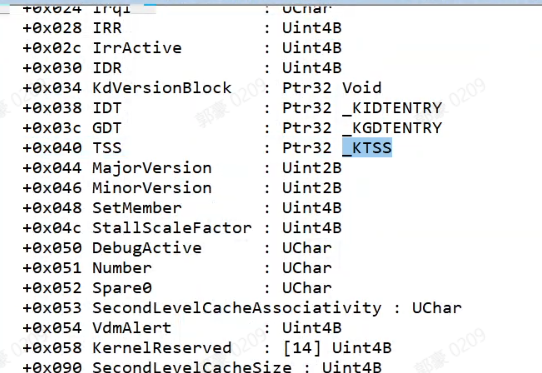 +0x024 Irql             : UChar
+0x028 IRR              : Uint4B
+0x02c IrrActive        : Uint4B
+0x030 IDR              : Uint4B
+0x034 KdVersionBlock   : Ptr32 Void
+0x038 IDT              : Ptr32 _KIDTENTRY
+0x03c GDT              : Ptr32 _KGDTENTRY
+0x040 TSS              : Ptr32 _KTSS
+0x044 MajorVersion     : Uint2B
+0x046 MinorVersion     : Uint2B
+0x048 SetMember        : Uint4B
+0x04c StallScaleFactor : Uint4B
+0x050 DebugActive      : UChar
+0x051 Number           : UChar
+0x052 Spare0           : UChar
+0x053 SecondLevelCacheAssociativity : UChar
+0x054 VdmAlert         : Uint4B
+0x058 KernelReserved   : [14] Uint4B
+0x090 SecondLevelCacheSize : Uint4B